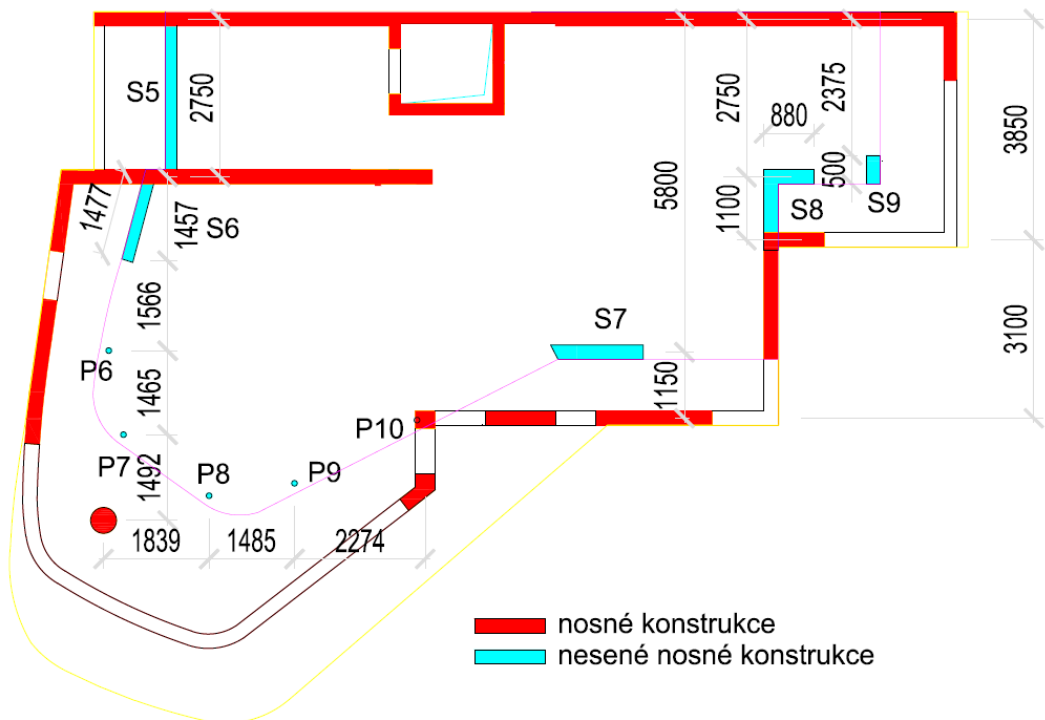 S5
2750
2750
2375
880
3850
500
1477
1457
S6
5800
1100
S8
S9
1566
S7
3100
P6
1465
1150
P10
P7
1492
P8
P9
1839
1485
2274
nosné konstrukce
nesené nosné konstrukce